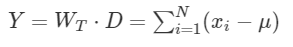 Y = W_T · D = ∑_{i=1}^{N}(x_i − μ)